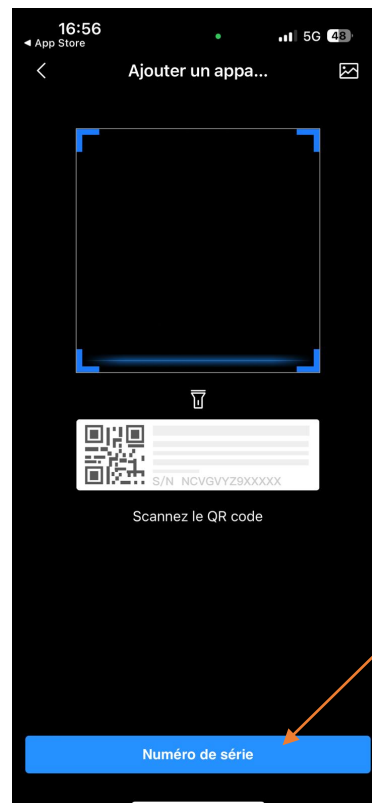 16:56
5G 48
◄ App Store
Ajouter un appa...
S/N NCVGVYZ9XXXXX
Scannez le QR code
Numéro de série